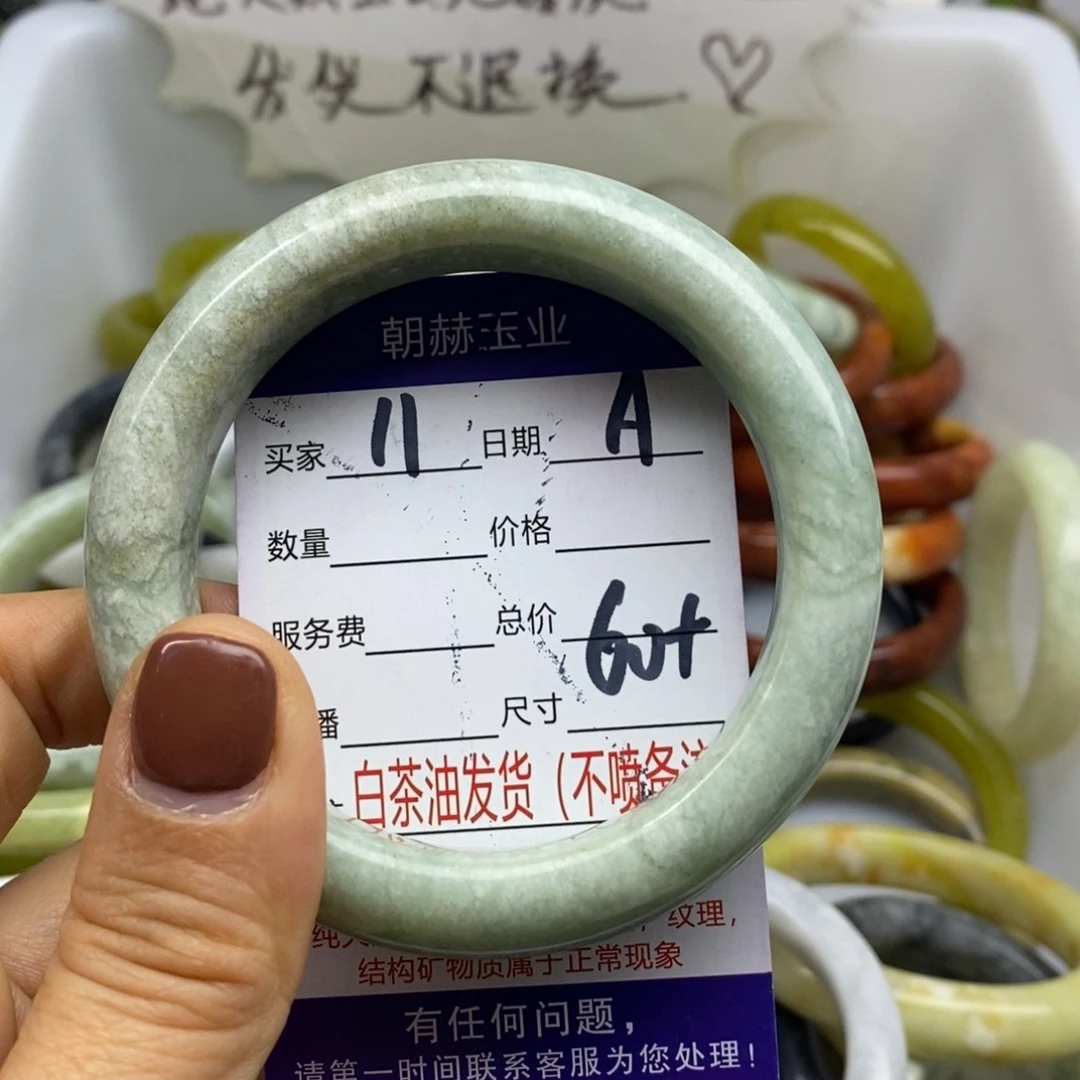 发货不退换 ♡
朝赫玉业
买家 11 日期 A
数量 价格
服务费 总价 60+
播 尺寸
白茶油发货（不喷
纹理，
结构矿物质属于正常现象
有任何问题，
请第一时间联系客服为您处理！